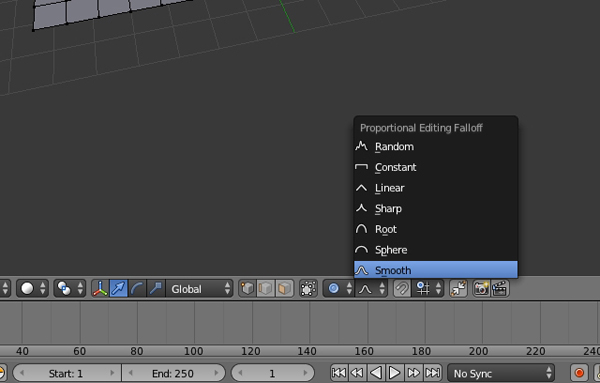 Proportional Editing Falloff
Random
Constant
Linear
Sharp
Root
Sphere
Smooth
Global
40 60 80 100 120 140 160 180 200 220 240
Start: 1 End: 250 1 No Sync